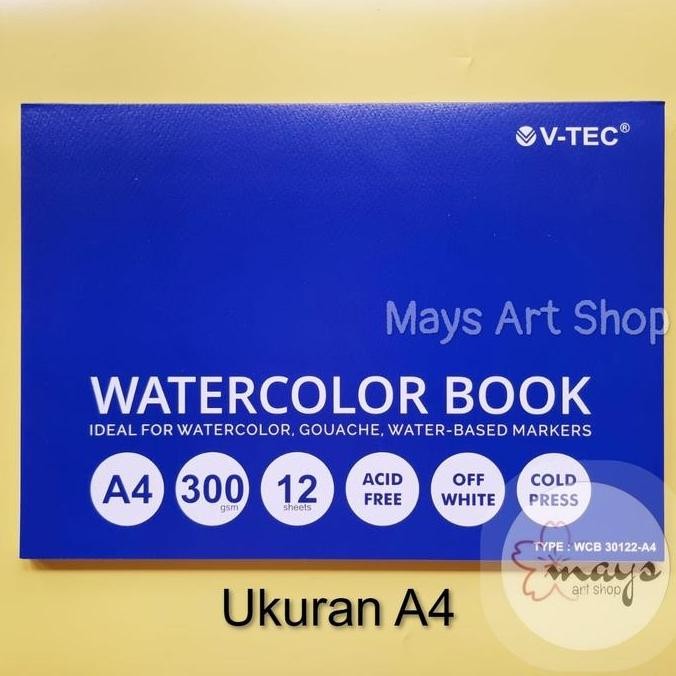 V-TEC®
Mays Art Shop
WATERCOLOR BOOK
IDEAL FOR WATERCOLOR, GOUACHE, WATER-BASED MARKERS
A4 300 gsm 12 sheets ACID FREE OFF WHITE COLD PRESS
TYPE : WCB 30122-A4
mays
art shop
Ukuran A4